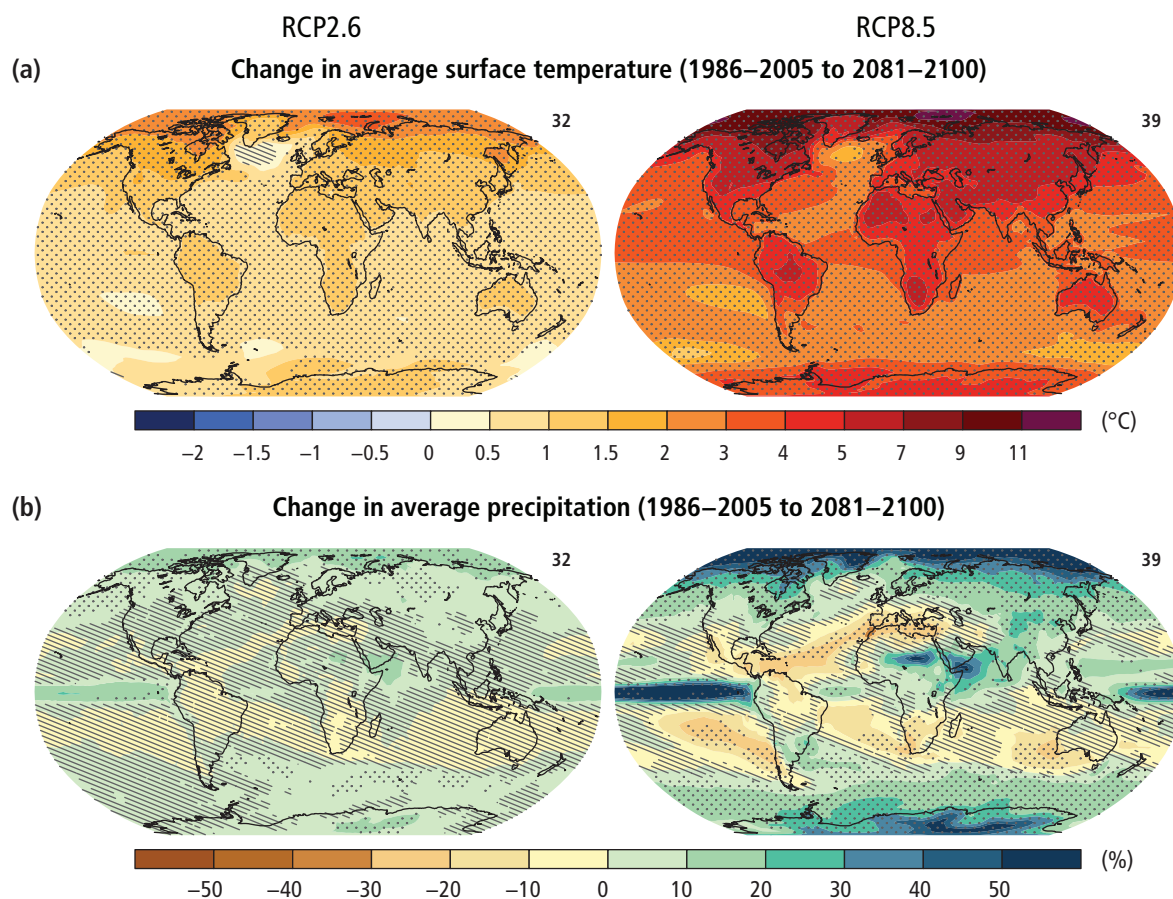 RCP2.6 RCP8.5
(a) Change in average surface temperature (1986–2005 to 2081–2100)
32 39
−2 −1.5 −1 −0.5 0 0.5 1 1.5 2 3 4 5 7 9 11 (°C)
(b) Change in average precipitation (1986–2005 to 2081–2100)
32 39
−50 −40 −30 −20 −10 0 10 20 30 40 50 (%)